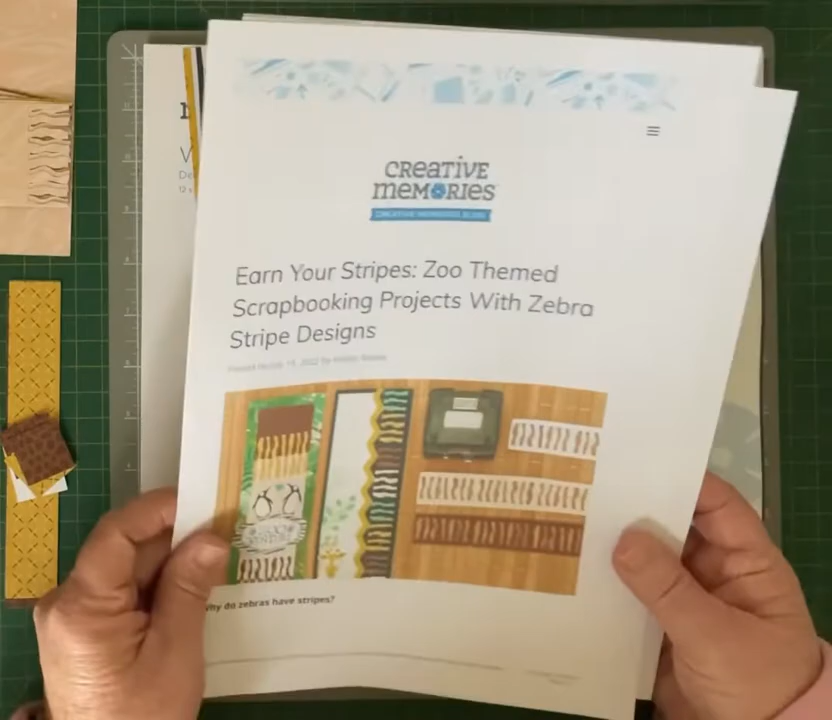 CREATIVE
MEMORIES
CREATIVE MEMORIES BLOG
Earn Your Stripes: Zoo Themed
Scrapbooking Projects With Zebra
Stripe Designs
Why do zebras have stripes?